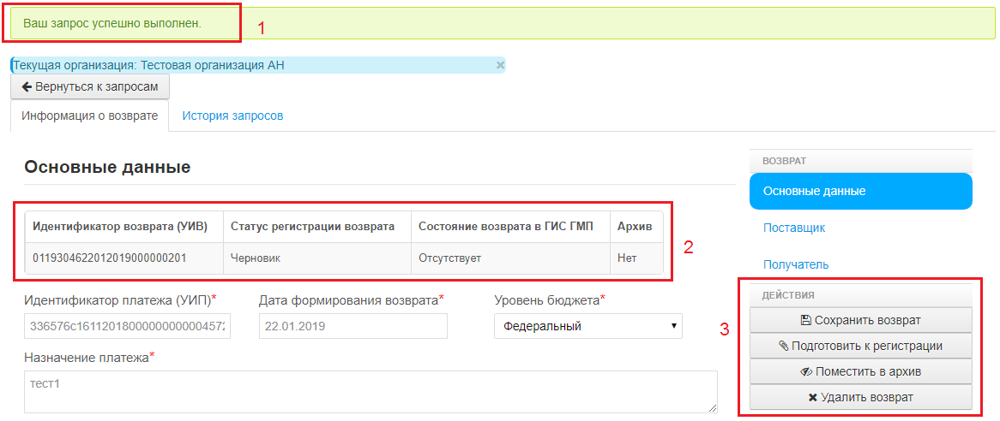 Ваш запрос успешно выполнен.
1
Текущая организация: Тестовая организация АН
Вернуться к запросам
Информация о возврате История запросов
Основные данные
Идентификатор возврата (УИВ) Статус регистрации возврата Состояние возврата в ГИС ГМП Архив
0119304622012019000000201 Черновик Отсутствует Нет
2
Идентификатор платежа (УИП)* Дата формирования возврата* Уровень бюджета*
336576c1611201800000000004572 22.01.2019 Федеральный
Назначение платежа*
тест1
ВОЗВРАТ
Основные данные
Поставщик
Получатель
ДЕЙСТВИЯ
3
Сохранить возврат
Подготовить к регистрации
Поместить в архив
Удалить возврат